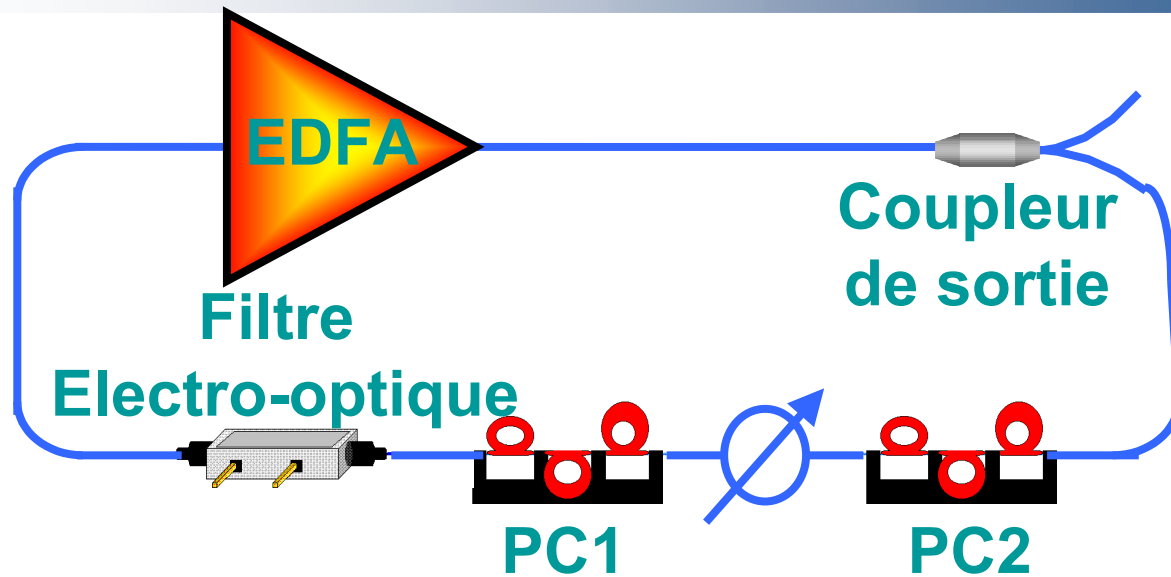 EDFA
Coupleur
de sortie
Filtre
Electro-optique
PC1
PC2